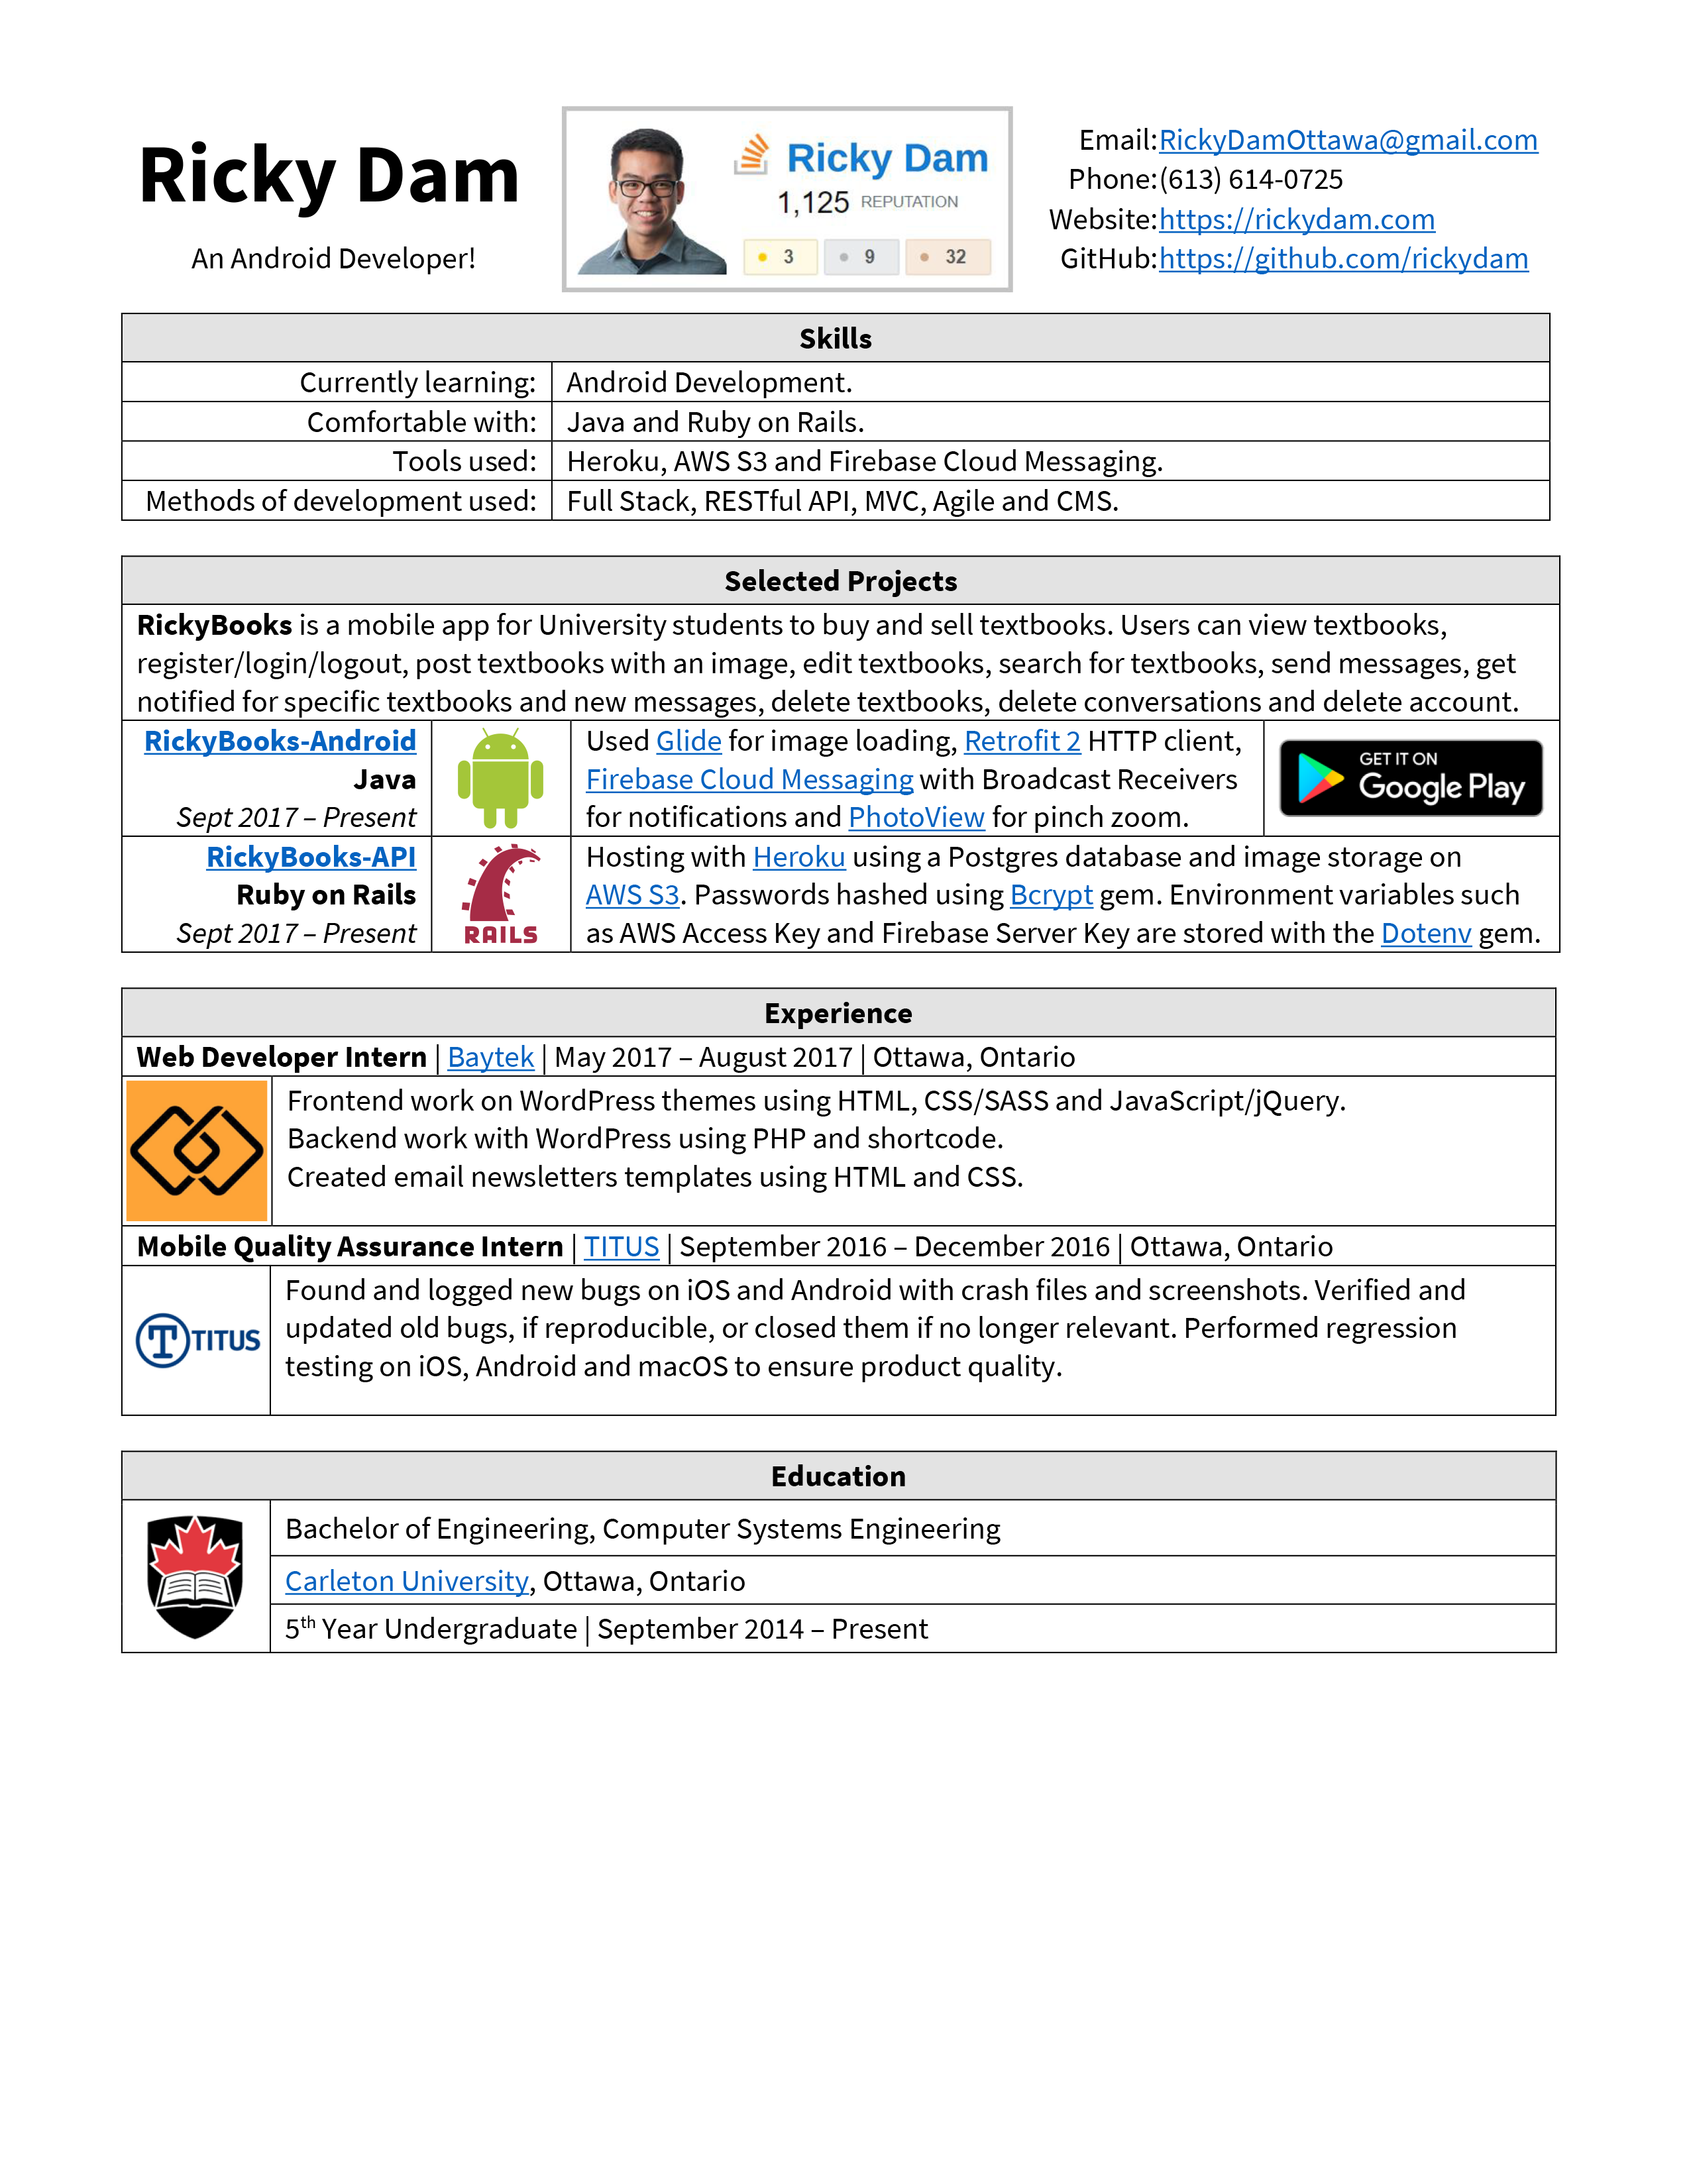 Ricky Dam
An Android Developer!
Ricky Dam
1,125 REPUTATION
3 9 32
Email:RickyDamOttawa@gmail.com
Phone:(613) 614-0725
Website:https://rickydam.com
GitHub:https://github.com/rickydam
Skills
Currently learning: Android Development.
Comfortable with: Java and Ruby on Rails.
Tools used: Heroku, AWS S3 and Firebase Cloud Messaging.
Methods of development used: Full Stack, RESTful API, MVC, Agile and CMS.
Selected Projects
RickyBooks is a mobile app for University students to buy and sell textbooks. Users can view textbooks,
register/login/logout, post textbooks with an image, edit textbooks, search for textbooks, send messages, get
notified for specific textbooks and new messages, delete textbooks, delete conversations and delete account.
RickyBooks-Android
Java
Sept 2017 – Present
Used Glide for image loading, Retrofit 2 HTTP client,
Firebase Cloud Messaging with Broadcast Receivers
for notifications and PhotoView for pinch zoom.
GET IT ON
Google Play
RickyBooks-API
Ruby on Rails
Sept 2017 – Present
RAILS
Hosting with Heroku using a Postgres database and image storage on
AWS S3. Passwords hashed using Bcrypt gem. Environment variables such
as AWS Access Key and Firebase Server Key are stored with the Dotenv gem.
Experience
Web Developer Intern | Baytek | May 2017 – August 2017 | Ottawa, Ontario
Frontend work on WordPress themes using HTML, CSS/SASS and JavaScript/jQuery.
Backend work with WordPress using PHP and shortcode.
Created email newsletters templates using HTML and CSS.
Mobile Quality Assurance Intern | TITUS | September 2016 – December 2016 | Ottawa, Ontario
T TITUS
Found and logged new bugs on iOS and Android with crash files and screenshots. Verified and
updated old bugs, if reproducible, or closed them if no longer relevant. Performed regression
testing on iOS, Android and macOS to ensure product quality.
Education
Bachelor of Engineering, Computer Systems Engineering
Carleton University, Ottawa, Ontario
5th Year Undergraduate | September 2014 – Present